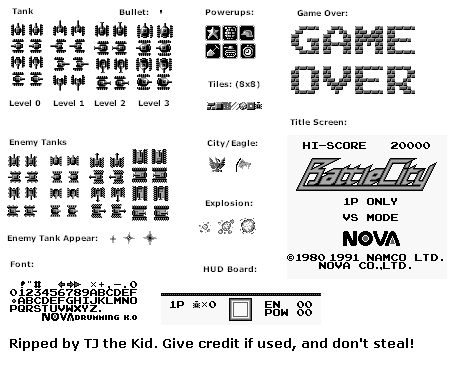 Tank
Bullet:
Powerups:
Game Over:
GAME
OVER
Tiles: (8x8)
Level 0 Level 1 Level 2 Level 3
Title Screen:
Enemy Tanks
City/Eagle:
HI-SCORE 20000
BattleCity
1P ONLY
VS MODE
NOVA
©1980 1991 NAMCO LTD.
NOVA CO.,LTD.
Explosion:
Enemy Tank Appear:
Font:
HUD Board:
0123456789ABCDEF
ABCDEFGHIJKLMNO
PQRSTUVWXYZ.
NOVA DRUMMING K.O
1P ×0
EN 00
POW 00
Ripped by TJ the Kid. Give credit if used, and don't steal!